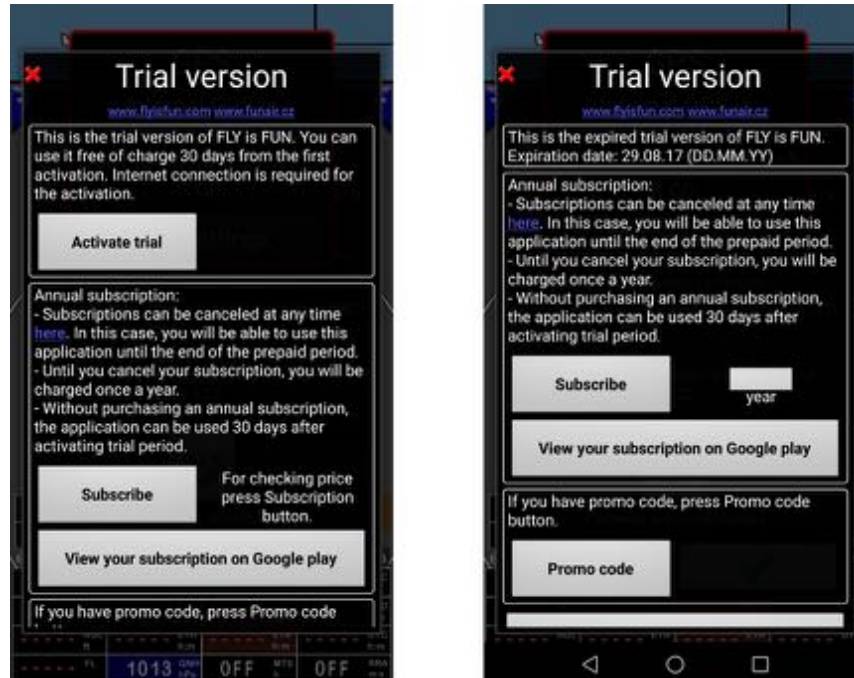 Trial version
www.flyisfun.com www.funair.cz
This is the trial version of FLY is FUN. You can
use it free of charge 30 days from the first
activation. Internet connection is required for
the activation.
Activate trial
Annual subscription:
- Subscriptions can be canceled at any time
here. In this case, you will be able to use this
application until the end of the prepaid period.
- Until you cancel your subscription, you will be
charged once a year.
- Without purchasing an annual subscription,
the application can be used 30 days after
activating trial period.
Subscribe
For checking price
press Subscription
button.
View your subscription on Google play
If you have promo code, press Promo code
1013 OFF OFF
Trial version
www.flyisfun.com www.funair.cz
This is the expired trial version of FLY is FUN.
Expiration date: 29.08.17 (DD.MM.YY)
Annual subscription:
- Subscriptions can be canceled at any time
here. In this case, you will be able to use this
application until the end of the prepaid period.
- Until you cancel your subscription, you will be
charged once a year.
- Without purchasing an annual subscription,
the application can be used 30 days after
activating trial period.
Subscribe
year
View your subscription on Google play
If you have promo code, press Promo code
button.
Promo code